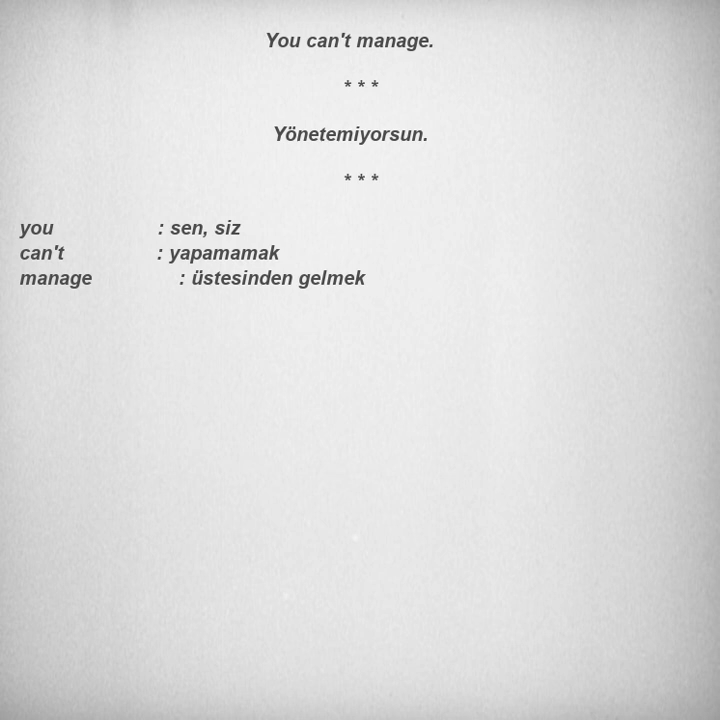 You can't manage.
* * *
Yönetemiyorsun.
* * *
you : sen, siz
can't : yapamamak
manage : üstesinden gelmek